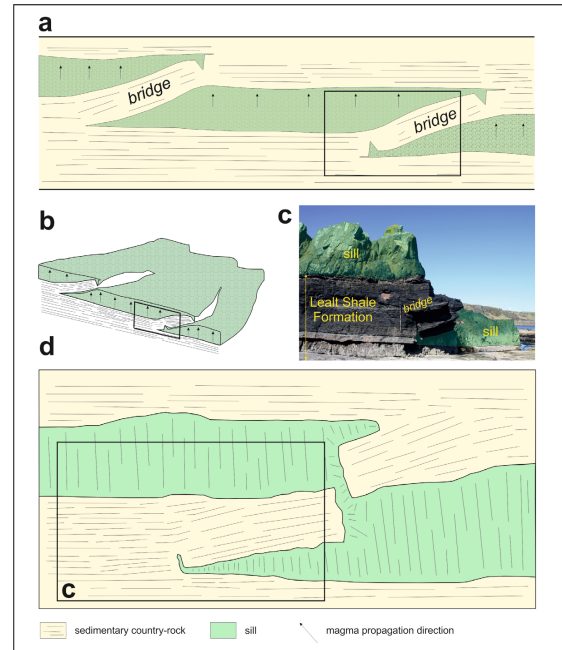 a
bridge
bridge
b
c
sill
Lealt Shale
Formation
bridge
sill
d
c
sedimentary country-rock
sill
magma propagation direction